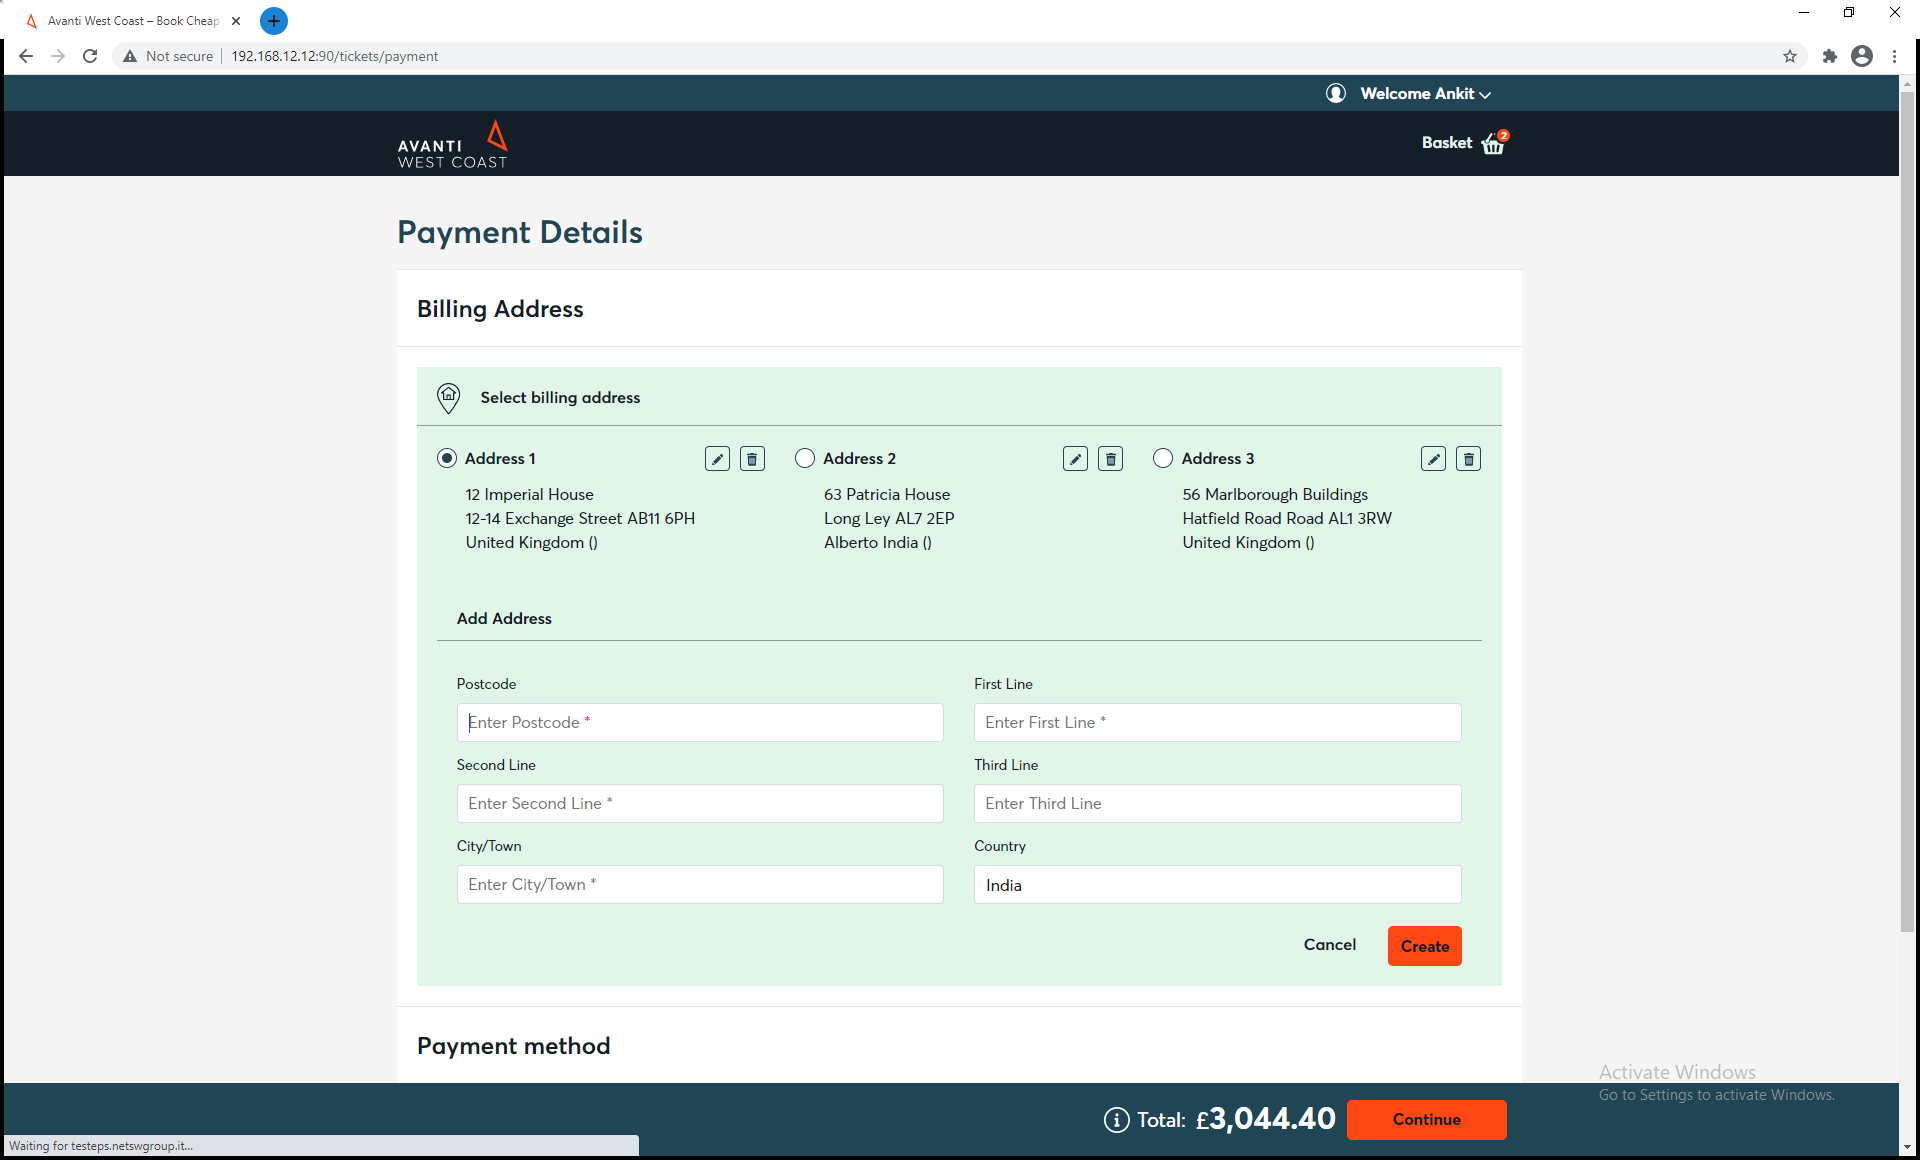 Avanti West Coast – Book Cheap
Not secure
192.168.12.12:90/tickets/payment
Welcome Ankit
AVANTI
WEST COAST
Basket
2
Payment Details
Billing Address
Select billing address
Address 1
12 Imperial House
12-14 Exchange Street AB11 6PH
United Kingdom ()
Address 2
63 Patricia House
Long Ley AL7 2EP
Alberto India ()
Address 3
56 Marlborough Buildings
Hatfield Road Road AL1 3RW
United Kingdom ()
Add Address
Postcode
Enter Postcode *
First Line
Enter First Line *
Second Line
Enter Second Line *
Third Line
Enter Third Line
City/Town
Enter City/Town *
Country
India
Cancel
Create
Payment method
Activate Windows
Go to Settings to activate Windows.
Total: £3,044.40
Continue
Waiting for testeps.netswgroup.it...